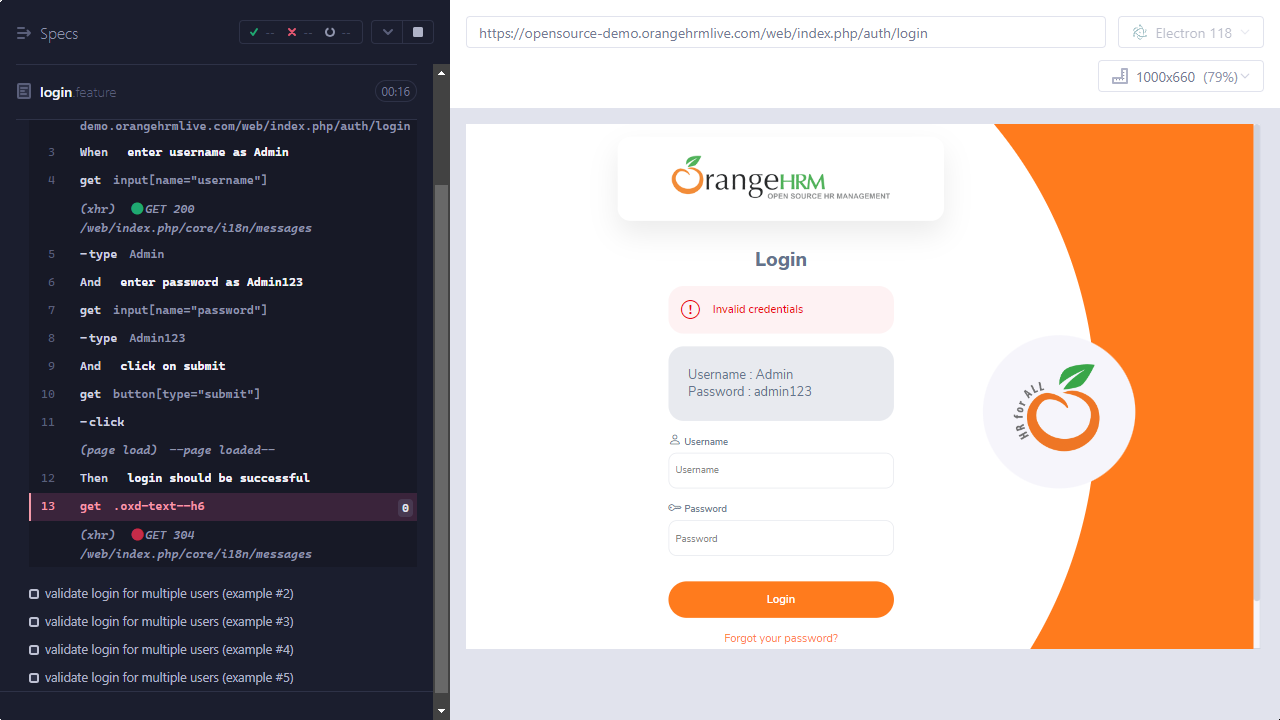 Specs
-- -- --
login.feature
00:16
demo.orangehrmlive.com/web/index.php/auth/login
3 When enter username as Admin
4 get input[name="username"]
(xhr) GET 200
/web/index.php/core/i18n/messages
5 -type Admin
6 And enter password as Admin123
7 get input[name="password"]
8 -type Admin123
9 And click on submit
10 get button[type="submit"]
11 -click
(page load) --page loaded--
12 Then login should be successful
13 get .oxd-text--h6 0
(xhr) GET 304
/web/index.php/core/i18n/messages
validate login for multiple users (example #2)
validate login for multiple users (example #3)
validate login for multiple users (example #4)
validate login for multiple users (example #5)
https://opensource-demo.orangehrmlive.com/web/index.php/auth/login
Electron 118
1000x660 (79%)
OrangeHRM
OPEN SOURCE HR MANAGEMENT
Login
Invalid credentials
Username : Admin
Password : admin123
Username
Username
Password
Password
Login
Forgot your password?
HR for ALL